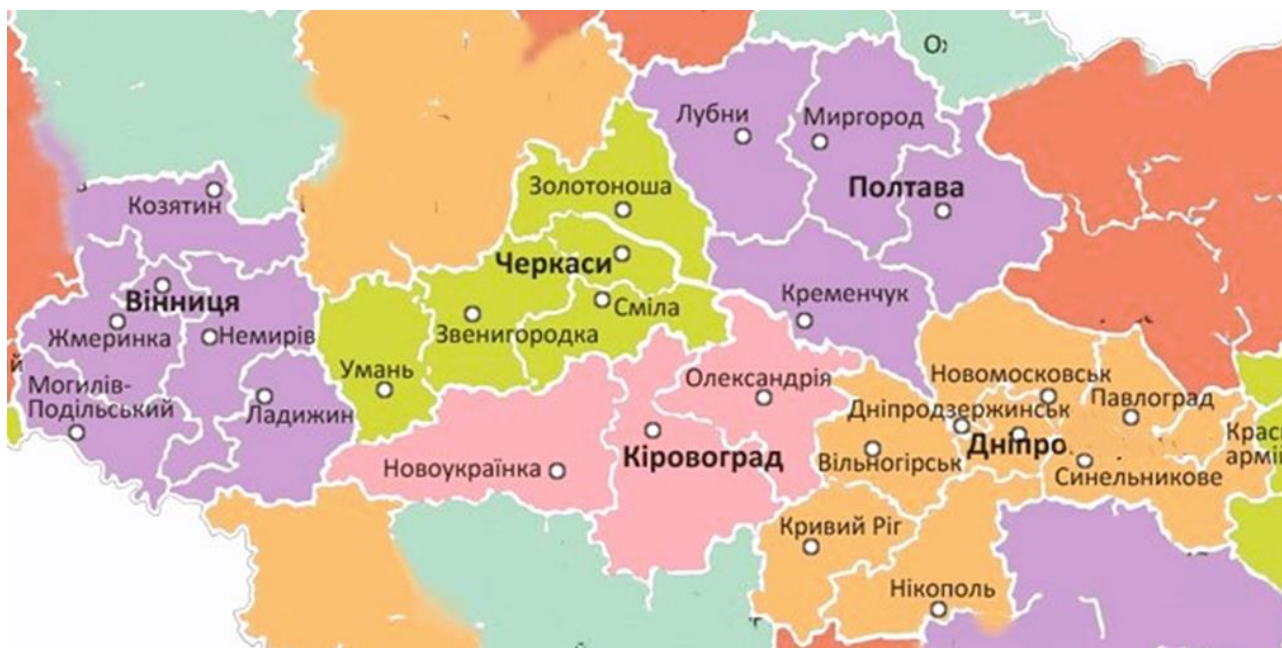 Лубни
Миргород
Золотоноша
Полтава
Козятин
Черкаси
Вінниця
Кременчук
Сміла
Жмеринка
Немирів
Звенигородка
Умань
Олександрія
Новомосковськ
Могилів-
Подільський
Ладижин
Павлоград
Дніпродзержинськ
Кіровоград
Дніпро
Новоукраїнка
Вільногірськ
Синельникове
Кривий Ріг
Нікополь